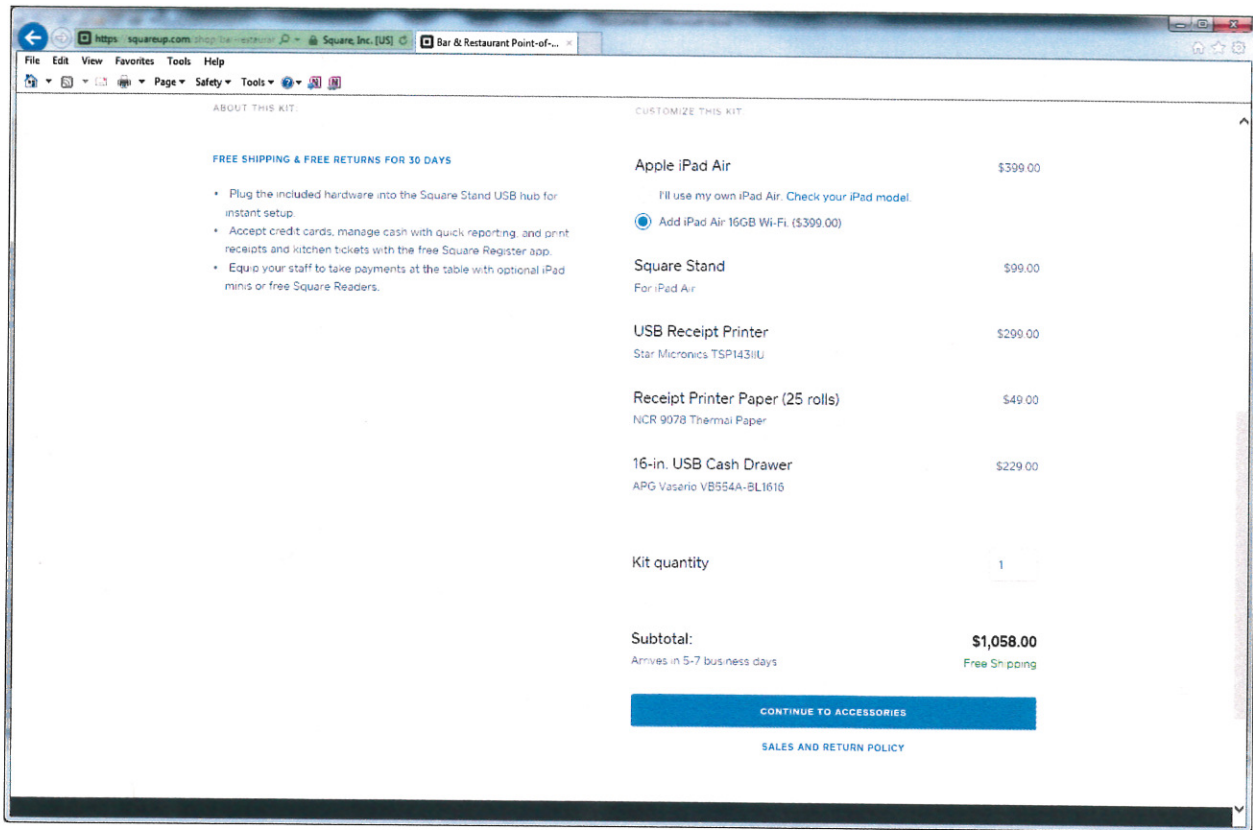 https squareup.com
Square, Inc. [US]
Bar & Restaurant Point-of-...
File Edit View Favorites Tools Help
Page Safety Tools
ABOUT THIS KIT
FREE SHIPPING & FREE RETURNS FOR 30 DAYS
• Plug the included hardware into the Square Stand USB hub for
instant setup.
• Accept credit cards, manage cash with quick reporting, and print
receipts and kitchen tickets with the free Square Register app.
• Equip your staff to take payments at the table with optional iPad
minis or free Square Readers.
CUSTOMIZE THIS KIT
Apple iPad Air $399.00
I'll use my own iPad Air. Check your iPad model.
Add iPad Air 16GB Wi-Fi. ($399.00)
Square Stand $99.00
For iPad Air
USB Receipt Printer $299.00
Star Micronics TSP143IIU
Receipt Printer Paper (25 rolls) $49.00
NCR 9078 Thermal Paper
16-in. USB Cash Drawer $229.00
APG Vasario VB554A-BL1616
Kit quantity 1
Subtotal: $1,058.00
Arrives in 5-7 business days Free Shipping
CONTINUE TO ACCESSORIES
SALES AND RETURN POLICY